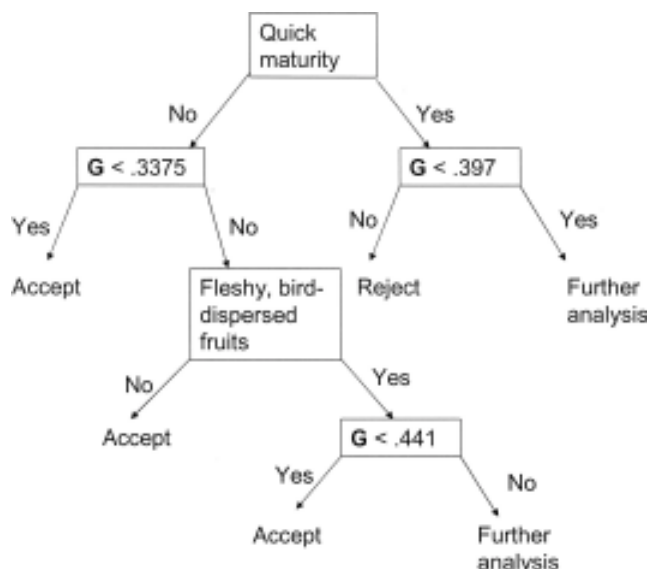 Quick
maturity
No
Yes
G < .3375
G < .397
Yes
No
No
Yes
Accept
Fleshy, bird-
dispersed
fruits
Reject
Further
analysis
No
Yes
Accept
G < .441
Yes
No
Accept
Further
analysis